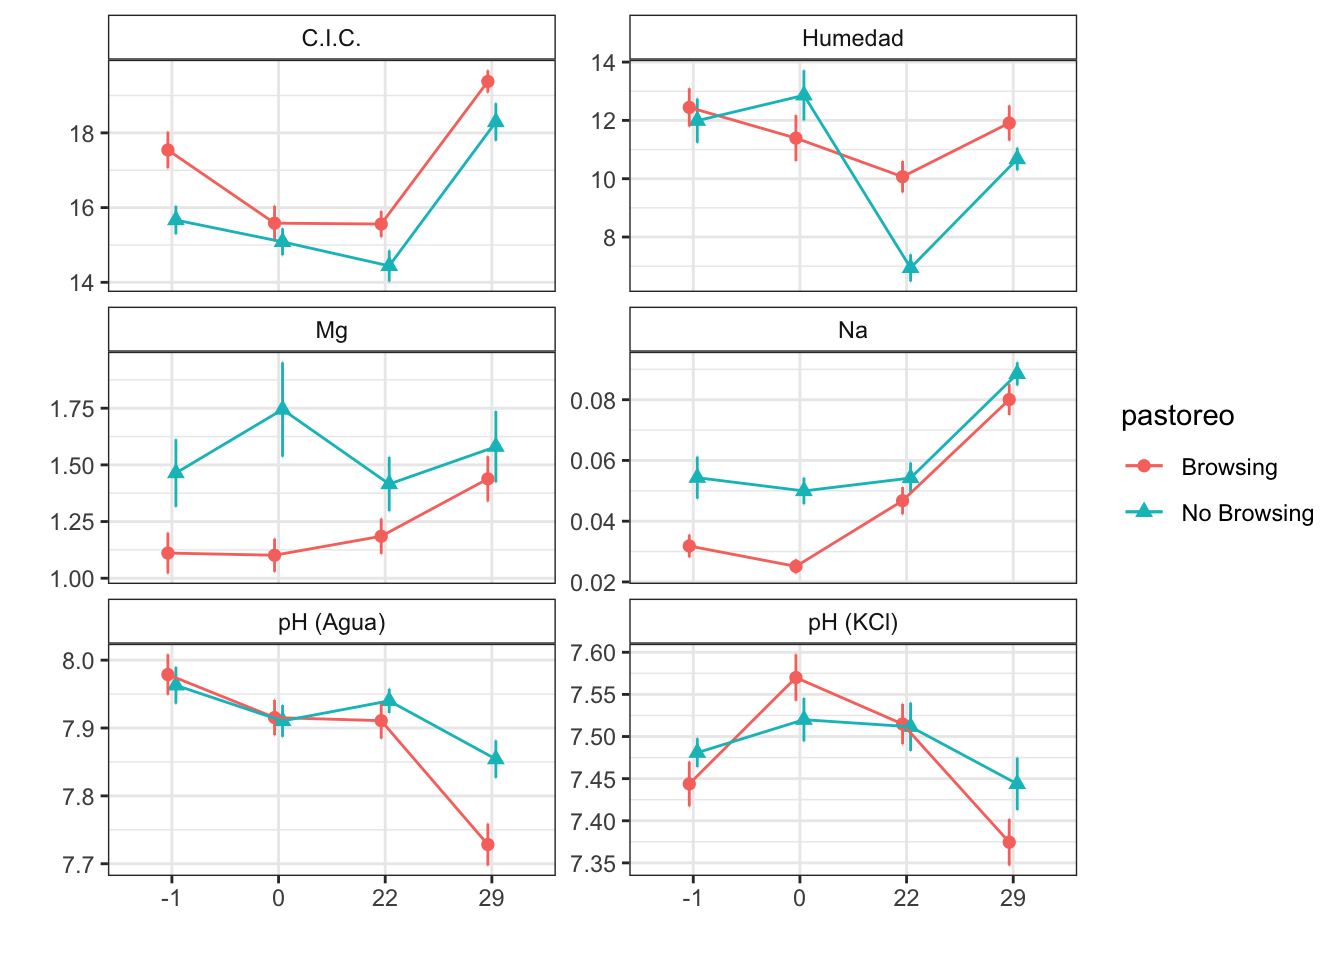 C.I.C.
18
16
14
Humedad
14
12
10
8
Mg
1.75
1.50
1.25
1.00
Na
0.08
0.06
0.04
0.02
pH (Agua)
8.0
7.9
7.8
7.7
-1 0 22 29
pH (KCl)
7.60
7.55
7.50
7.45
7.40
7.35
-1 0 22 29
pastoreo
Browsing
No Browsing